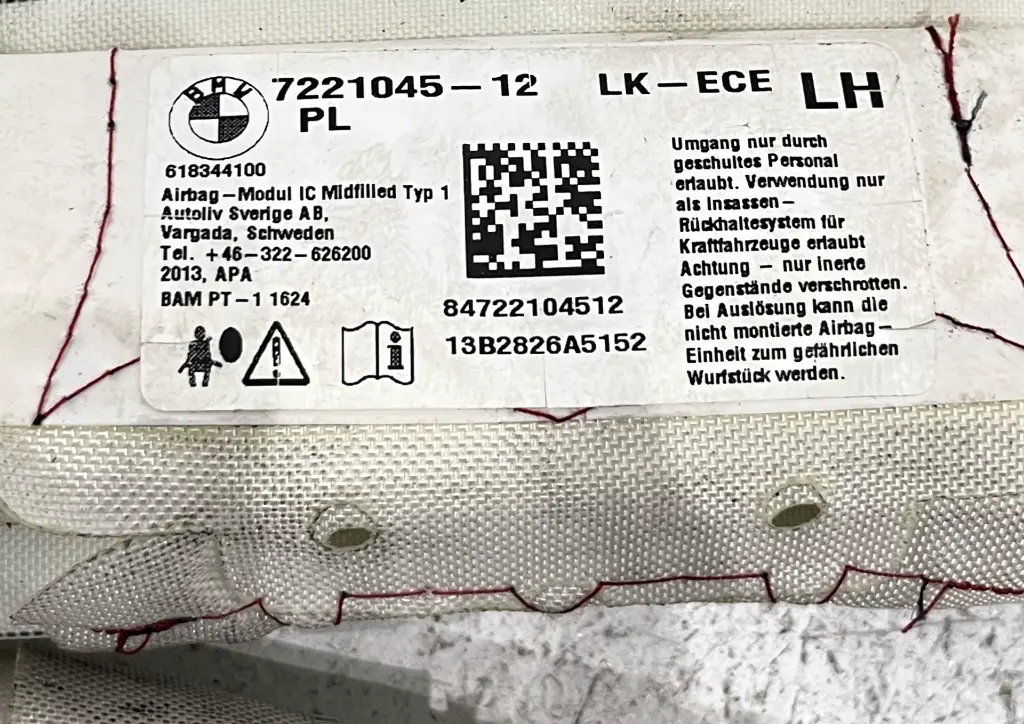 BMW
7221045-12 LK-ECE LH
PL
618344100
Airbag-Modul IC Midfilled Typ 1
Autoliv Sverige AB,
Vargada, Schweden
Tel. +46-322-626200
2013, APA
BAM PT-1 1624
84722104512
13B2826A5152
Umgang nur durch
geschultes Personal
erlaubt. Verwendung nur
als Insassen-
Rückhaltesystem für
Kraftfahrzeuge erlaubt
Achtung - nur inerte
Gegenstände verschrotten.
Bei Auslösung kann die
nicht montierte Airbag-
Einheit zum gefährlichen
Wurfstück werden.